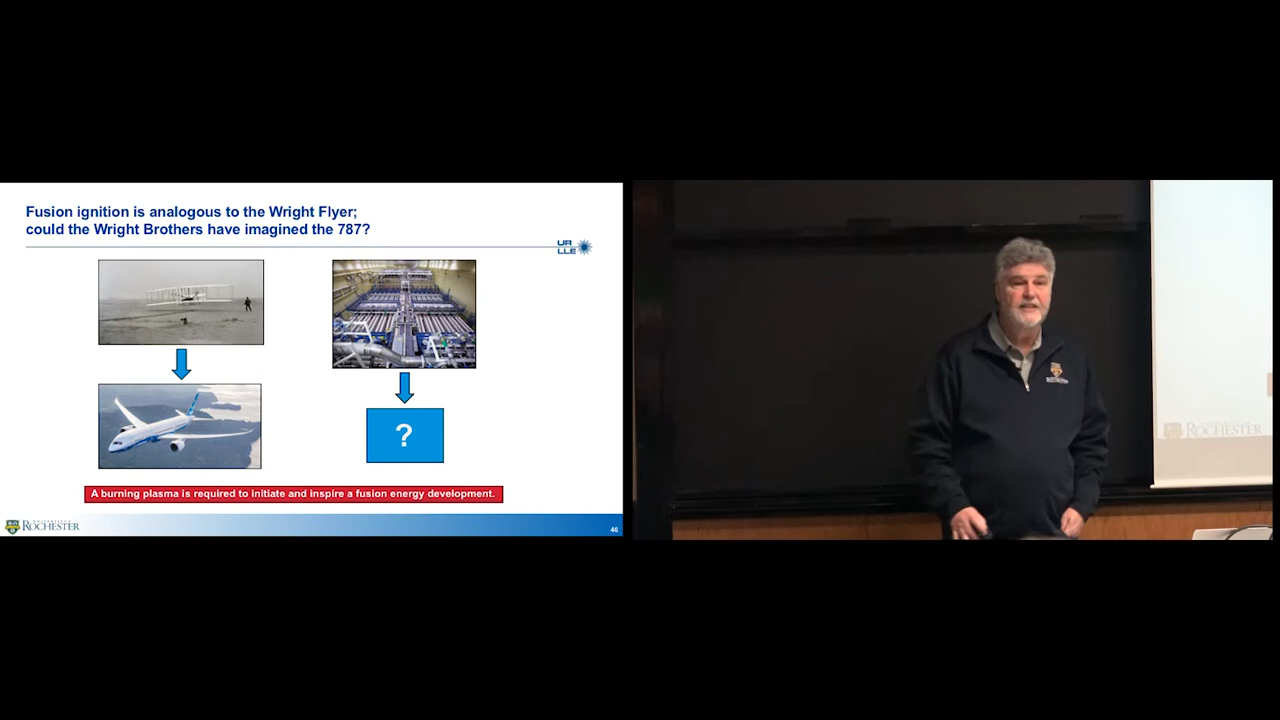 Fusion ignition is analogous to the Wright Flyer;
could the Wright Brothers have imagined the 787?
UR
LLE
?
A burning plasma is required to initiate and inspire a fusion energy development.
ROCHESTER
46
ROCHESTER